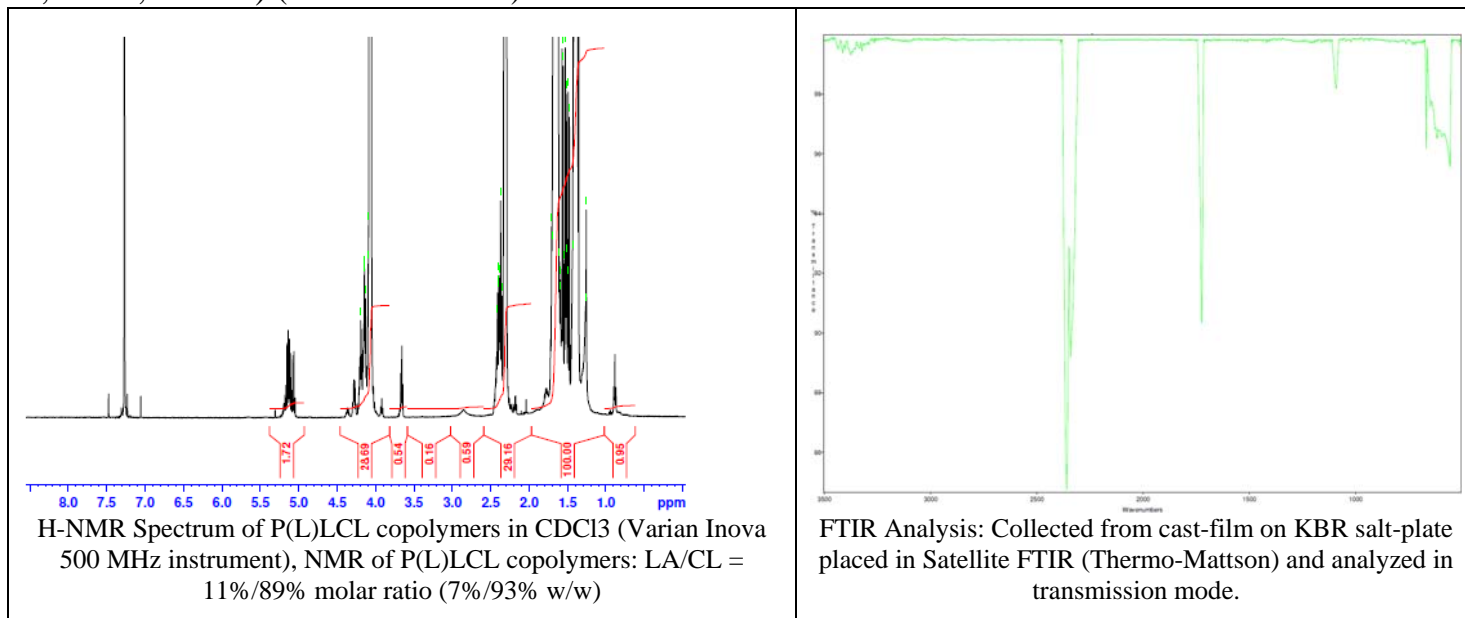 8.0 7.5 7.0 6.5 6.0 5.5 5.0 4.5 4.0 3.5 3.0 2.5 2.0 1.5 1.0 ppm
1.72
28.69
0.54
0.16
0.59
29.16
100.00
0.95
H-NMR Spectrum of P(L)LCL copolymers in CDCl3 (Varian Inova
500 MHz instrument), NMR of P(L)LCL copolymers: LA/CL =
11%/89% molar ratio (7%/93% w/w)
3500 3000 2500 2000 1500 1000
Wavenumbers
FTIR Analysis: Collected from cast-film on KBR salt-plate
placed in Satellite FTIR (Thermo-Mattson) and analyzed in
transmission mode.